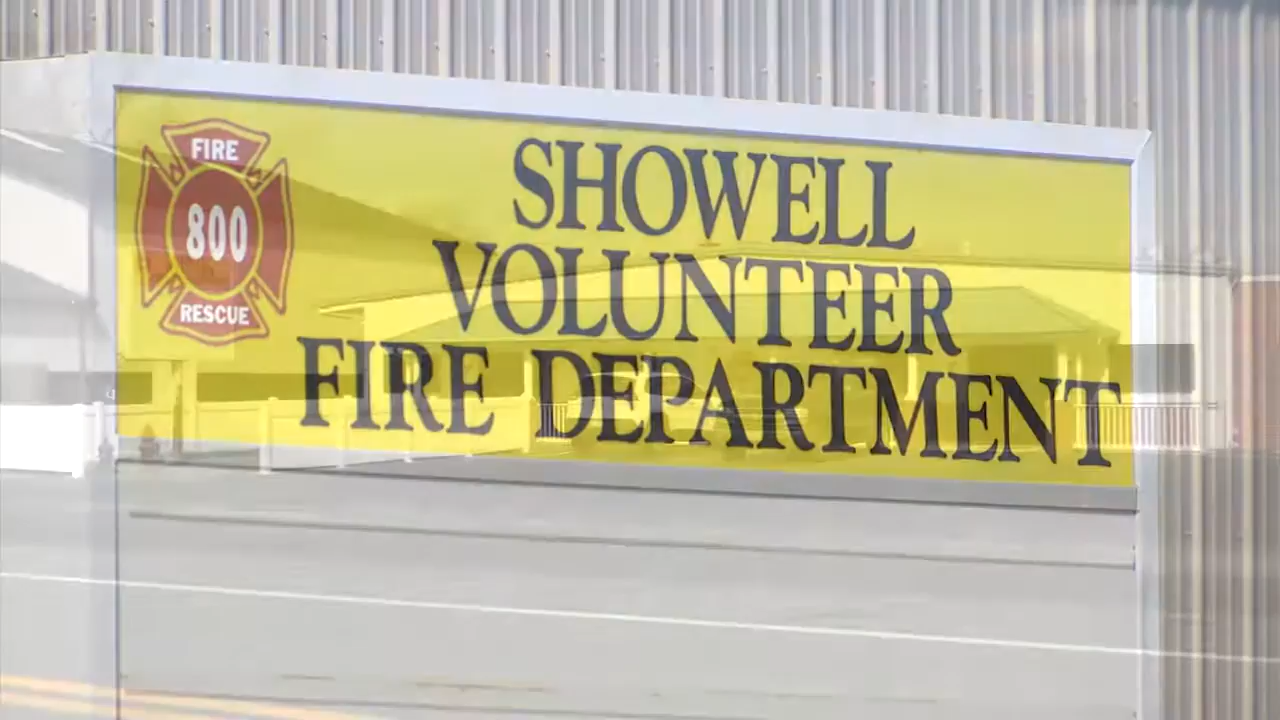 FIRE
800
RESCUE
SHOWELL
VOLUNTEER
FIRE DEPARTMENT